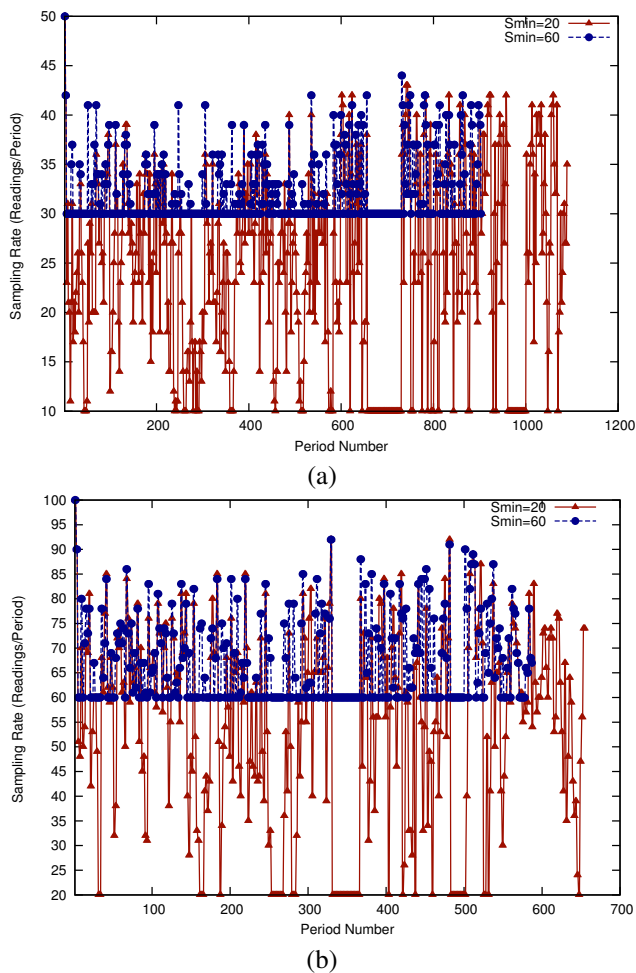 50
45
40
35
30
25
20
15
10
Sampling Rate (Readings/Period)
Smin=20
Smin=60
200 400 600 800 1000 1200
Period Number
(a)
100
95
90
85
80
75
70
65
60
55
50
45
40
35
30
25
20
Sampling Rate (Readings/Period)
Smin=20
Smin=60
100 200 300 400 500 600 700
Period Number
(b)